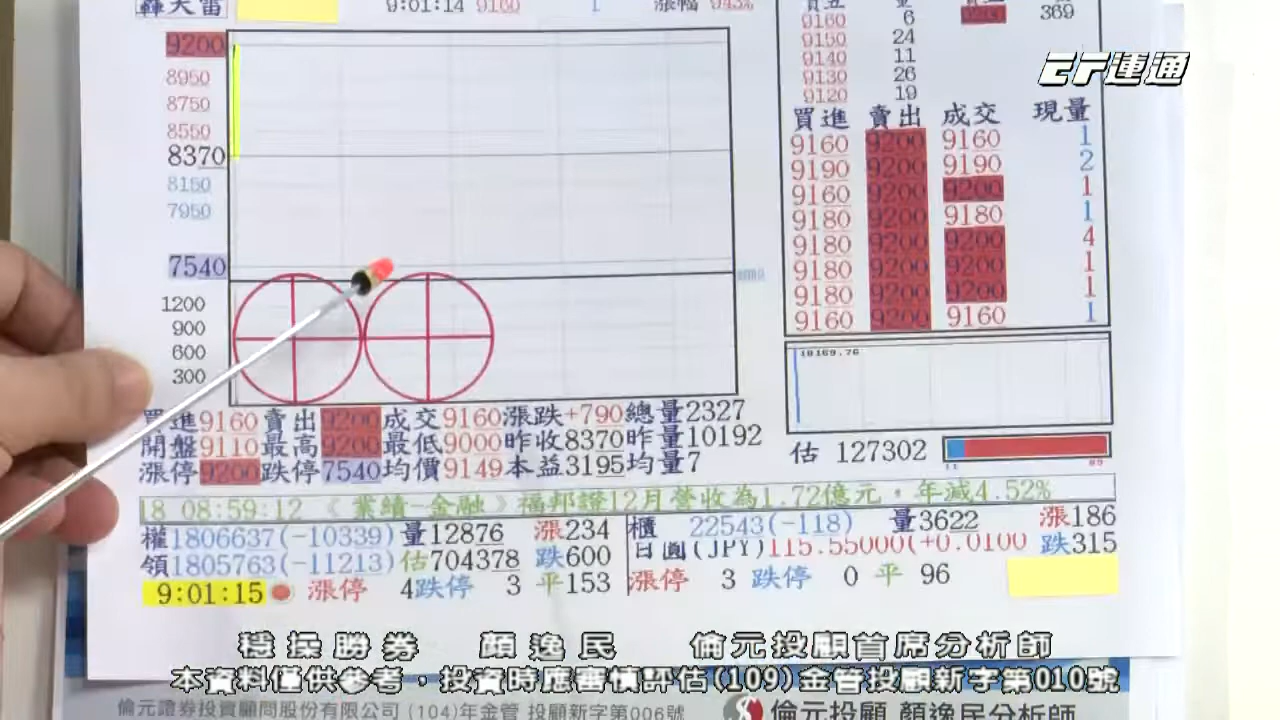 轟天雷 9:01:14 9160 1 漲幅 943%
9200
8950
8750
8550
8370
8150
7950
7540
1200
900
600
300
9160 6 9200 369
9150 24
9140 11
9130 26
9120 19
買進 賣出 成交 現量
9160 9200 9160 1
9190 9200 9190 2
9160 9200 9200 1
9180 9200 9180 1
9180 9200 9200 4
9180 9200 9200 1
9180 9200 9200 1
9160 9200 9160 1
18169.76
估 127302
11 89
買進9160賣出9200成交9160漲跌+790總量2327
開盤9110最高9200最低9000昨收8370昨量10192
漲停9200跌停7540均價9149本益3195均量7
18 08:59:12 《業績-金融》福邦證12月營收為1.72億元,年減4.52%
權1806637(-10339)量12876 漲234 櫃 22543(-118) 量3622 漲186
領1805763(-11213)估704378 跌600 日圓(JPY)115.55000(+0.0100 跌315
9:01:15 漲停 4跌停 3 平153 漲停 3 跌停 0 平 96
EF運通
穩操勝券 顏逸民 倫元投顧首席分析師
本資料僅供參考,投資時應審慎評估(109)金管投顧新字第010號
倫元證券投資顧問股份有限公司 (104)年金管 投顧新字第006號
倫元投顧 顏逸民分析師